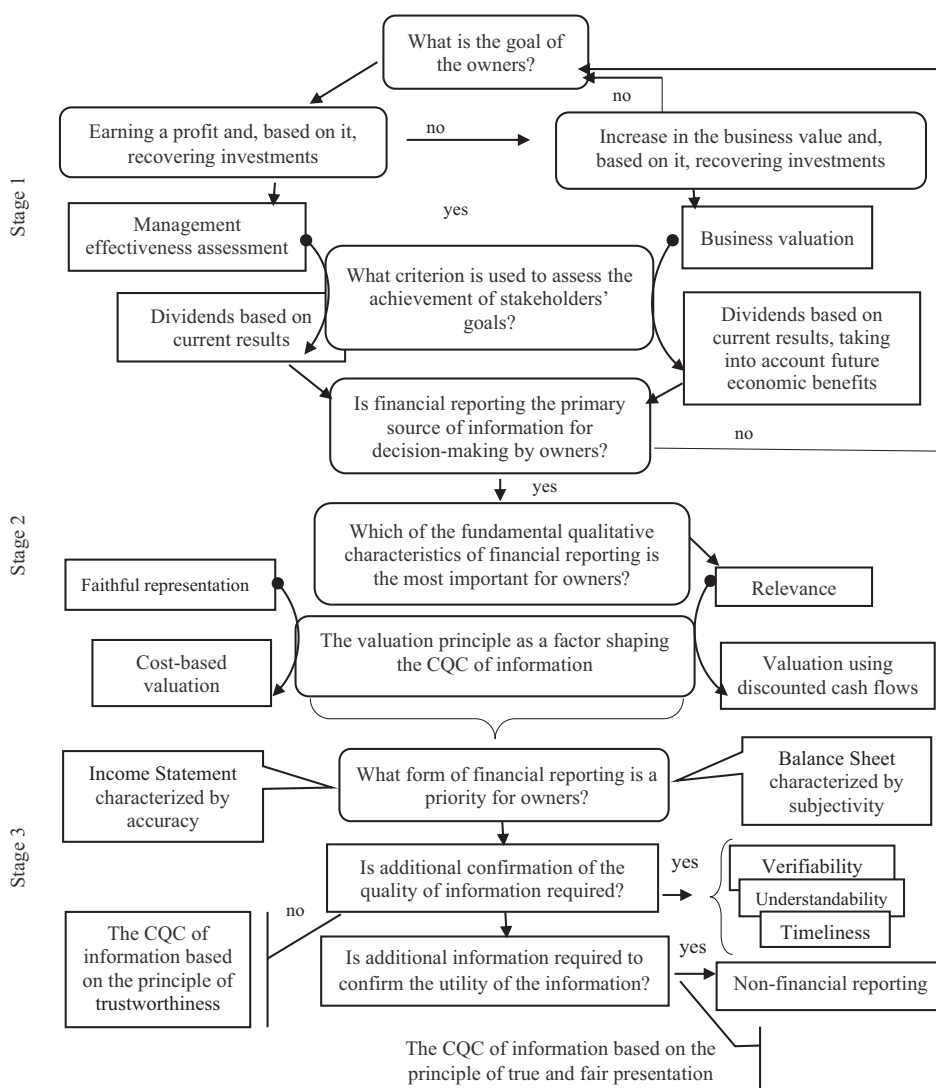 What is the goal of
the owners?
no
Earning a profit and, based on it,
recovering investments
no
Increase in the business value and,
based on it, recovering investments
Stage 1
yes
Management
effectiveness assessment
Business valuation
What criterion is used to assess the
achievement of stakeholders’
goals?
Dividends based on
current results
Dividends based on
current results, taking
into account future
economic benefits
Is financial reporting the primary
source of information for
decision-making by owners?
no
yes
Stage 2
Which of the fundamental qualitative
characteristics of financial reporting is
the most important for owners?
Faithful representation
Relevance
The valuation principle as a factor shaping
the CQC of information
Cost-based
valuation
Valuation using
discounted cash flows
Income Statement
characterized by
accuracy
What form of financial reporting is a
priority for owners?
Balance Sheet
characterized by
subjectivity
Stage 3
Is additional confirmation of the
quality of information required?
yes
Verifiability
Understandability
Timeliness
no
The CQC of
information based
on the principle of
trustworthiness
Is additional information required to
confirm the utility of the information?
yes
Non-financial reporting
The CQC of information based on the
principle of true and fair presentation